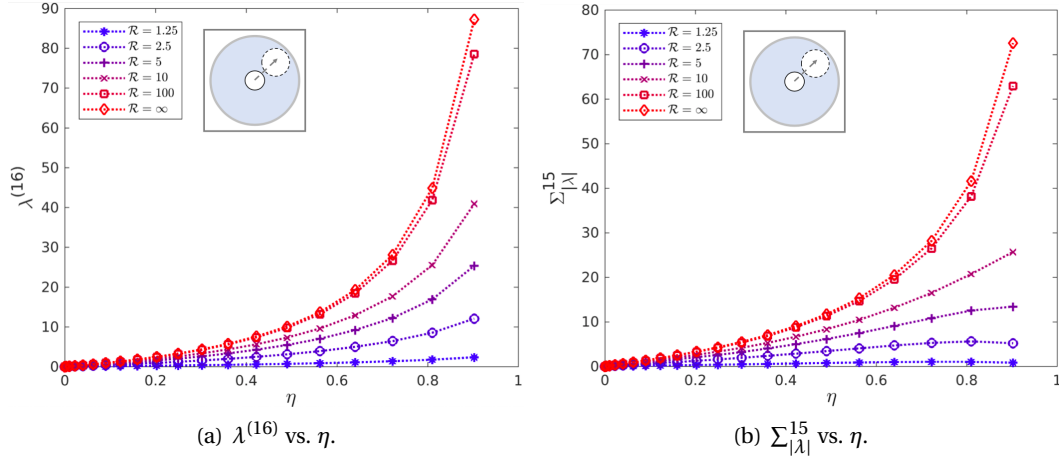 90
80
70
60
50
40
30
20
10
0
λ^(16)
R = 1.25
R = 2.5
R = 5
R = 10
R = 100
R = ∞
0 0.2 0.4 0.6 0.8 1
η
(a) λ^(16) vs. η.
80
70
60
50
40
30
20
10
0
Σ^15_|λ|
R = 1.25
R = 2.5
R = 5
R = 10
R = 100
R = ∞
0 0.2 0.4 0.6 0.8 1
η
(b) Σ^15_|λ| vs. η.